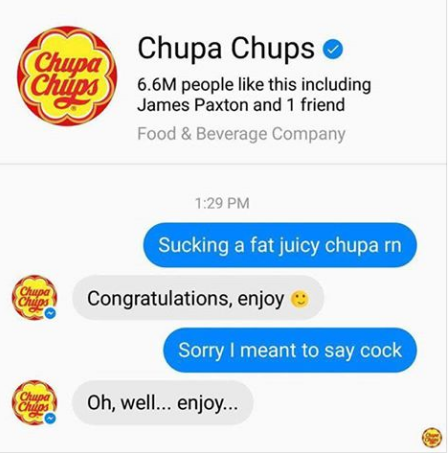 Chupa Chups
Chupa Chups
6.6M people like this including
James Paxton and 1 friend
Food & Beverage Company
1:29 PM
Sucking a fat juicy chupa rn
Chupa Chups
Congratulations, enjoy 🙂
Sorry I meant to say cock
Chupa Chups
Oh, well... enjoy...
Chupa Chups